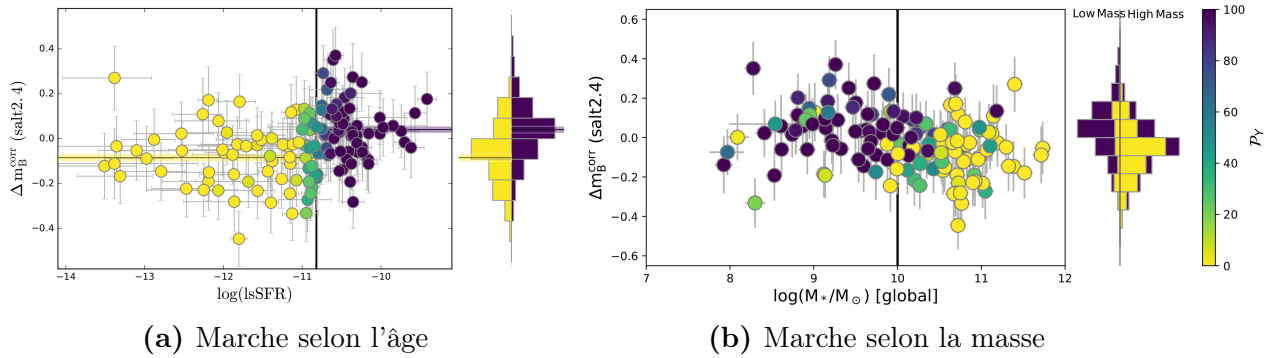 0.4
0.2
0.0
−0.2
−0.4
Δ m_B^corr (salt2.4)
−14 −13 −12 −11 −10
log(lsSFR)
0.6
0.4
0.2
0.0
−0.2
−0.4
−0.6
Δm_B^corr (salt2.4)
7 8 9 10 11 12
log(M_*/M_⊙) [global]
Low Mass High Mass
100
80
60
40
20
0
𝒫_Y
(a) Marche selon l'âge
(b) Marche selon la masse